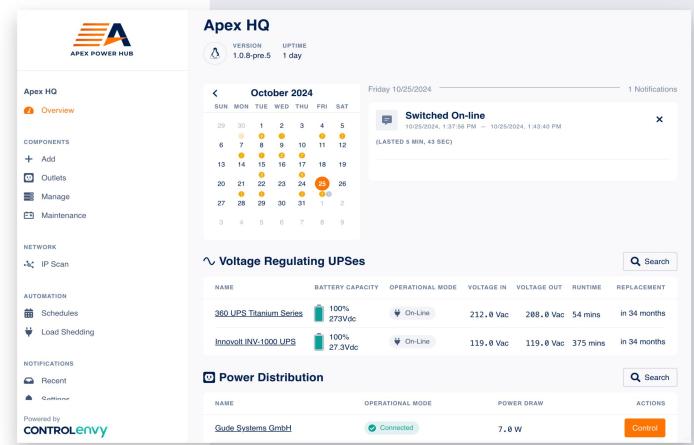 APEX POWER HUB
Apex HQ
Overview
COMPONENTS
Add
Outlets
Manage
Maintenance
NETWORK
IP Scan
AUTOMATION
Schedules
Load Shedding
NOTIFICATIONS
Recent
Settings
Powered by
CONTROLenvy
Apex HQ
VERSION UPTIME
1.0.8-pre.5 1 day
October 2024
SUN MON TUE WED THU FRI SAT
29 30 1 2 3 4 5
6 7 8 9 10 11 12
13 14 15 16 17 18 19
20 21 22 23 24 25 26
27 28 29 30 31 1 2
3 4 5 6 7 8 9
Friday 10/25/2024 1 Notifications
Switched On-line
10/25/2024, 1:37:56 PM — 10/25/2024, 1:43:40 PM
(LASTED 5 MIN, 43 SEC)
Voltage Regulating UPSes Search
NAME BATTERY CAPACITY OPERATIONAL MODE VOLTAGE IN VOLTAGE OUT RUNTIME REPLACEMENT
360 UPS Titanium Series 100% 273Vdc On-Line 212.0 Vac 208.0 Vac 54 mins in 34 months
Innovolt INV-1000 UPS 100% 27.3Vdc On-Line 119.0 Vac 119.0 Vac 375 mins in 34 months
Power Distribution Search
NAME OPERATIONAL MODE POWER DRAW ACTIONS
Gude Systems GmbH Connected 7.0 W Control